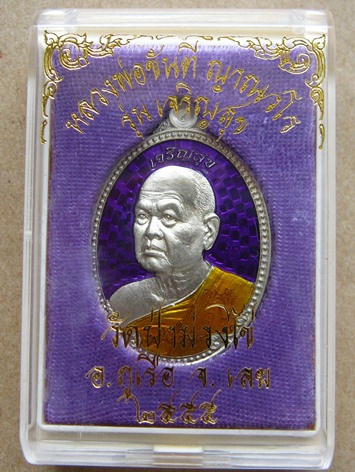 หลวงพ่อขันตี ญาณวโร
รุ่น เจริญสุข
เจริญสุข
วัดป่าม่วงไข่
อ.ภูเรือ จ.เลย
๒๕๕๕